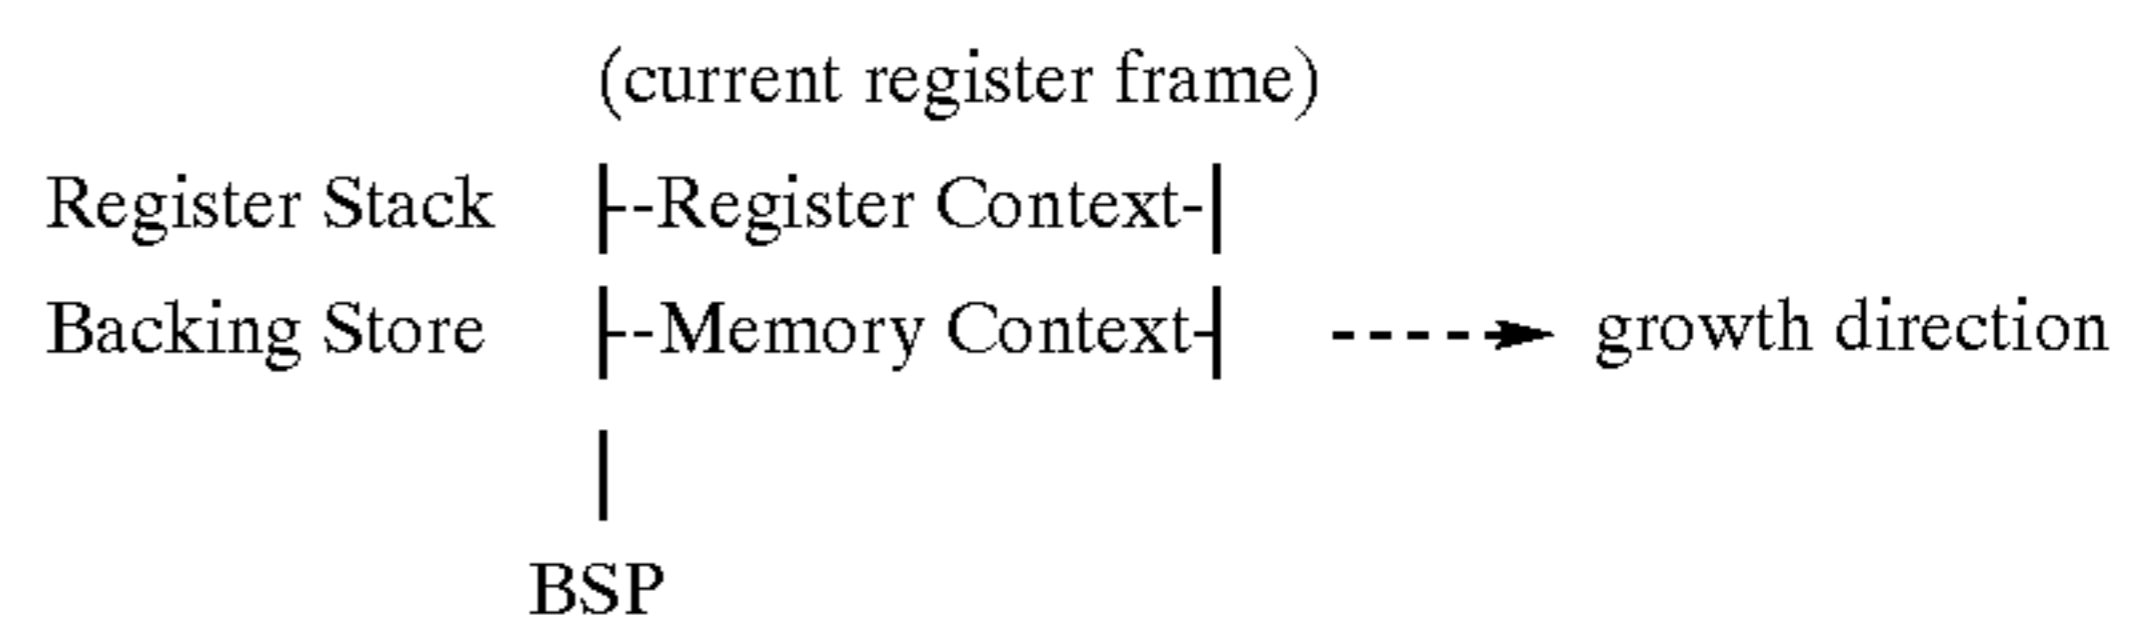 (current register frame)
Register Stack |--Register Context-|
Backing Store |--Memory Context-| growth direction
BSP